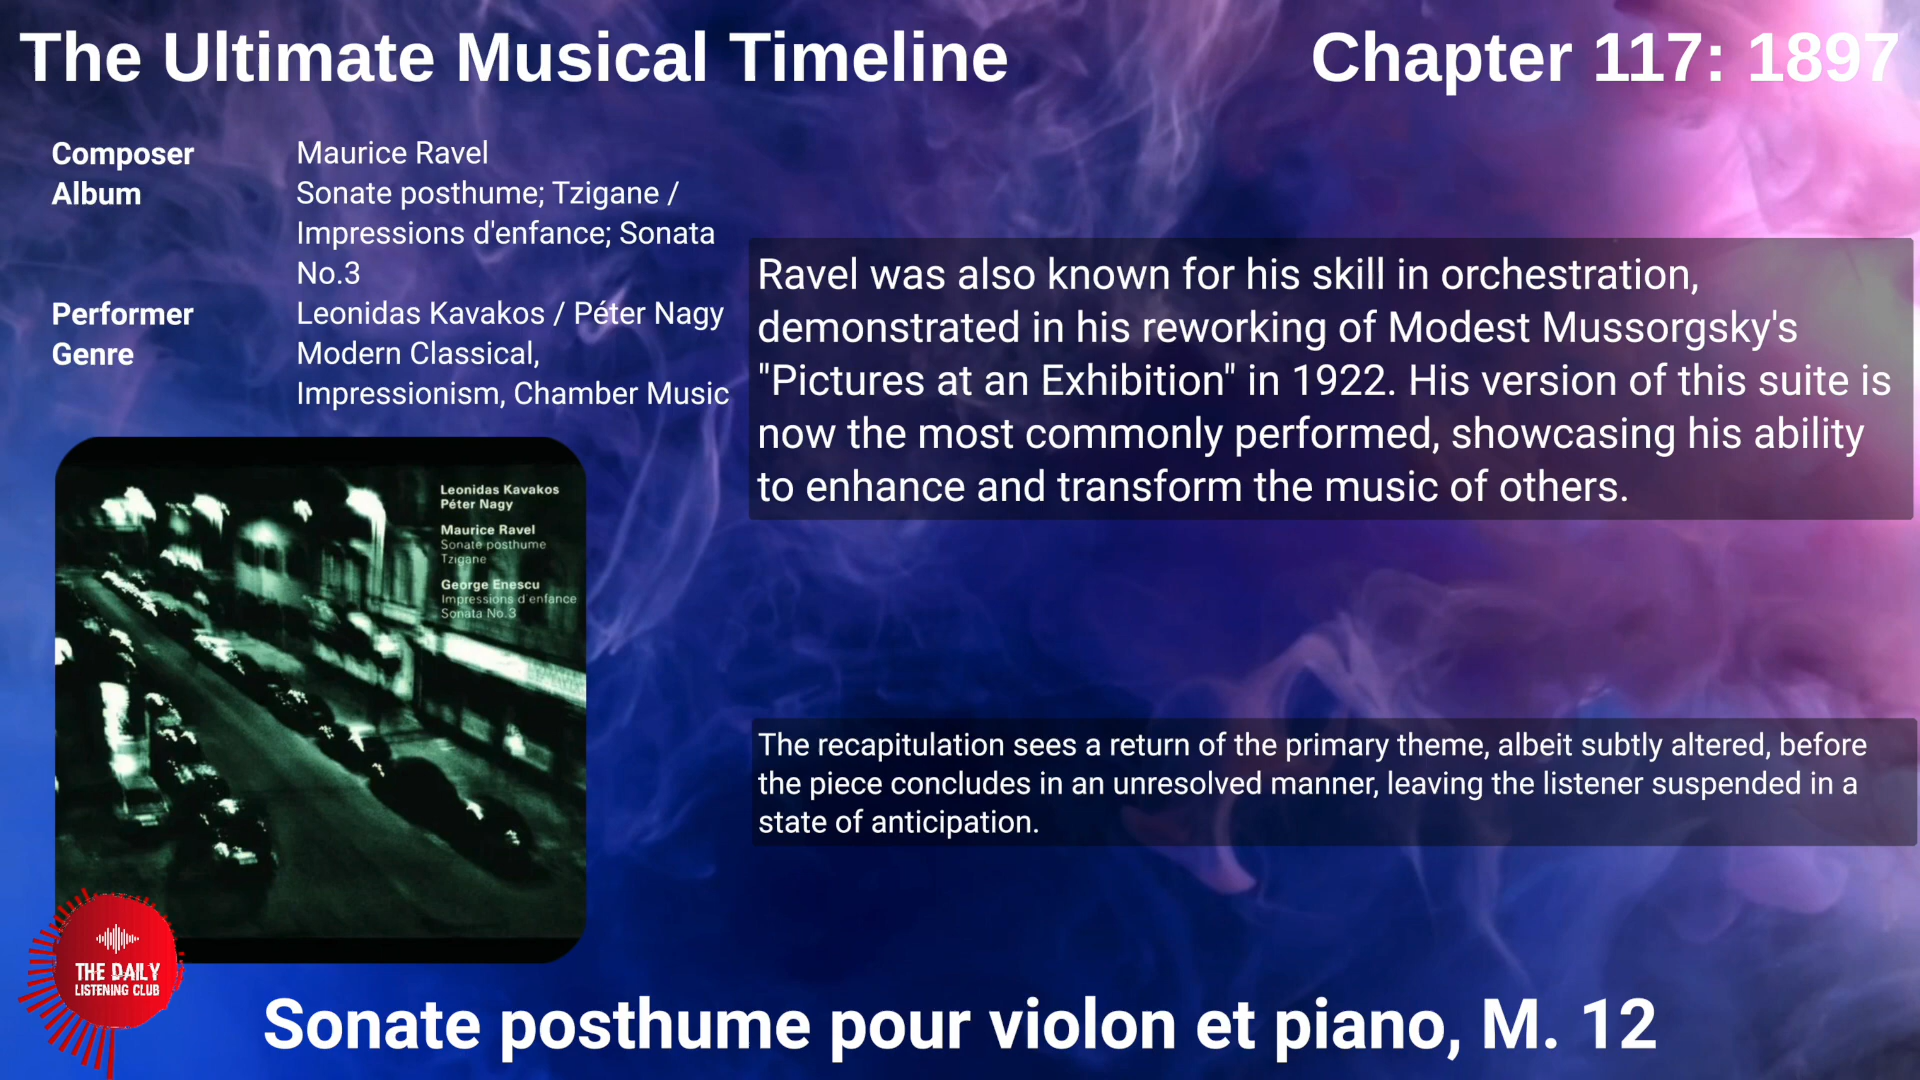 The Ultimate Musical Timeline
Chapter 117: 1897
Composer Maurice Ravel
Album Sonate posthume; Tzigane /
Impressions d'enfance; Sonata
No.3
Performer Leonidas Kavakos / Péter Nagy
Genre Modern Classical,
Impressionism, Chamber Music
Ravel was also known for his skill in orchestration,
demonstrated in his reworking of Modest Mussorgsky's
"Pictures at an Exhibition" in 1922. His version of this suite is
now the most commonly performed, showcasing his ability
to enhance and transform the music of others.
Leonidas Kavakos
Péter Nagy
Maurice Ravel
Sonate posthume
Tzigane
George Enescu
Impressions d'enfance
Sonata No.3
The recapitulation sees a return of the primary theme, albeit subtly altered, before
the piece concludes in an unresolved manner, leaving the listener suspended in a
state of anticipation.
THE DAILY
LISTENING CLUB
Sonate posthume pour violon et piano, M. 12